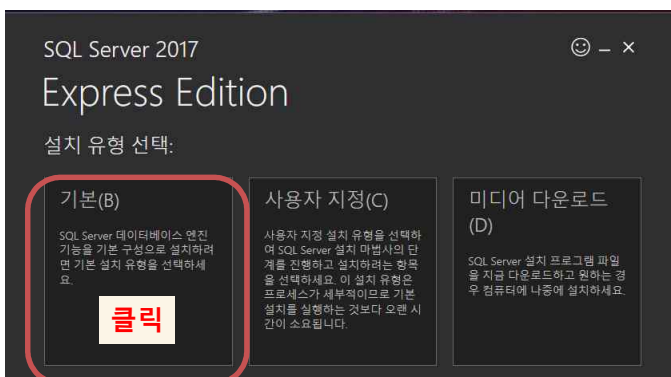 SQL Server 2017
Express Edition
설치 유형 선택:
기본(B)
SQL Server 데이터베이스 엔진
기능을 기본 구성으로 설치하려
면 기본 설치 유형을 선택하세
요.
클릭
사용자 지정(C)
사용자 지정 설치 유형을 선택하
여 SQL Server 설치 마법사의 단
계를 진행하고 설치하려는 항목
을 선택하세요. 이 설치 유형은
프로세스가 세부적이므로 기본
설치를 실행하는 것보다 오랜 시
간이 소요됩니다.
미디어 다운로드
(D)
SQL Server 설치 프로그램 파일
을 지금 다운로드하고 원하는 경
우 컴퓨터에 나중에 설치하세요.